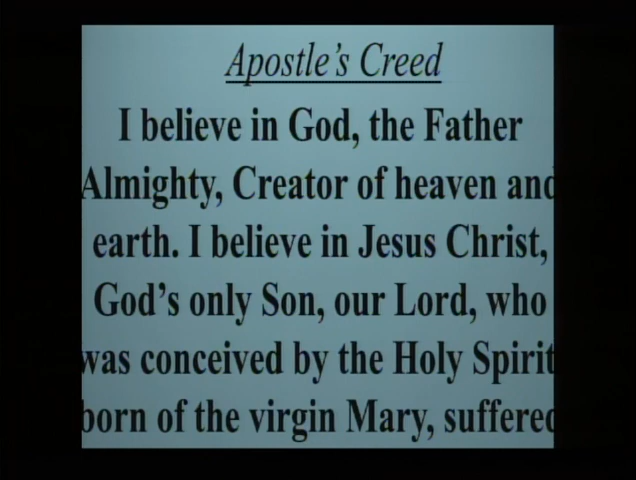 Apostle's Creed
I believe in God, the Father
Almighty, Creator of heaven and
earth. I believe in Jesus Christ,
God's only Son, our Lord, who
was conceived by the Holy Spirit
born of the virgin Mary, suffered